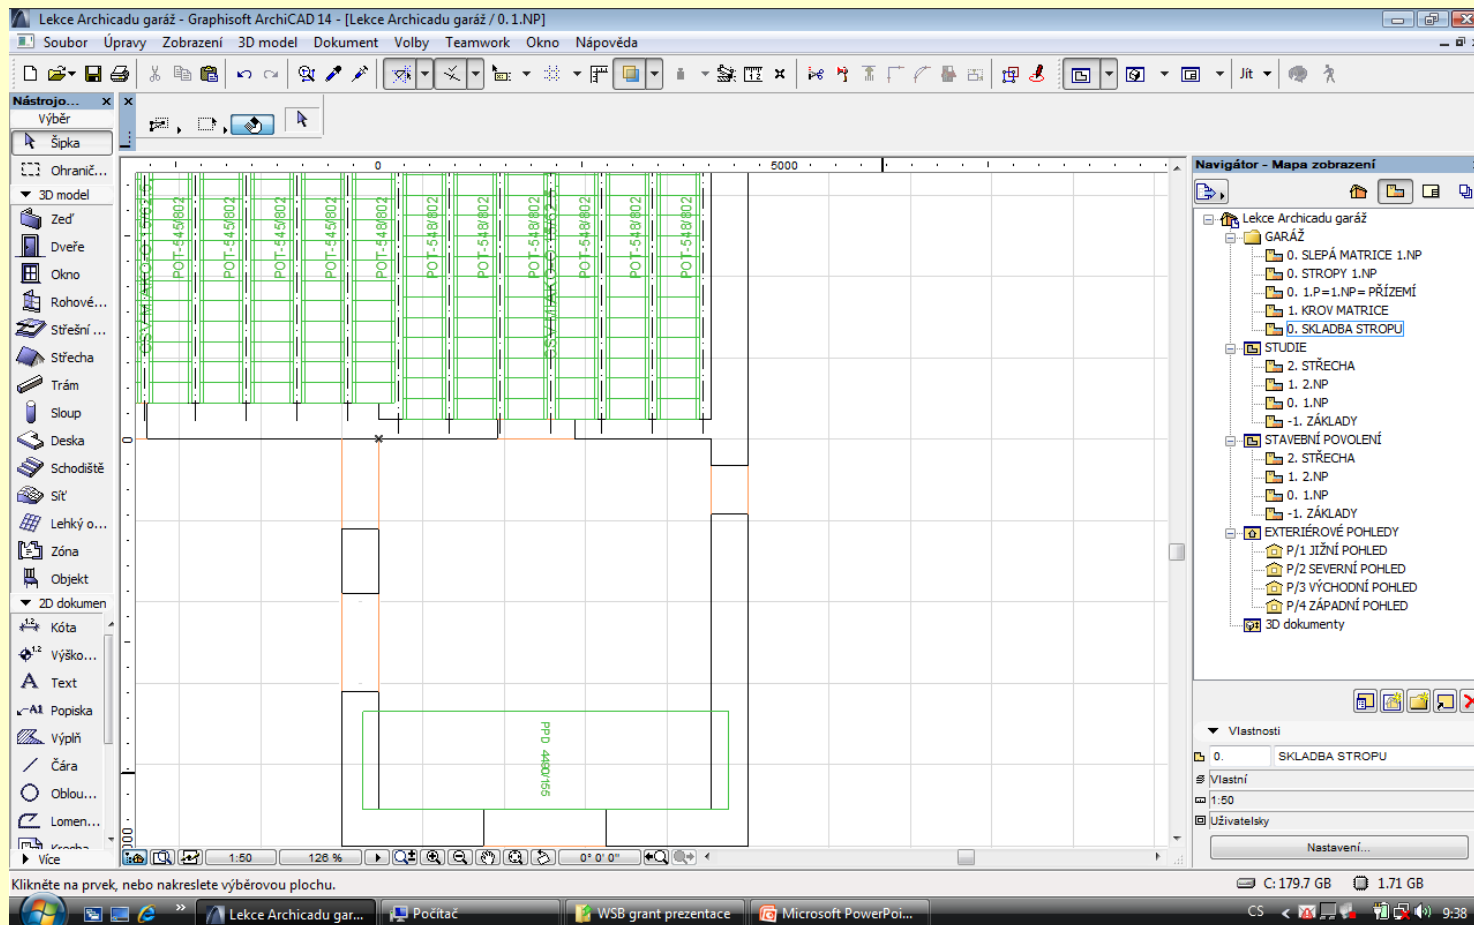 Lekce Archicadu garáž - Graphisoft ArchiCAD 14 - [Lekce Archicadu garáž / 0. 1.NP]
Soubor Úpravy Zobrazení 3D model Dokument Volby Teamwork Okno Nápověda
Jít
Nástrojo...
Výběr
Šipka
Ohranič...
3D model
Zeď
Dveře
Okno
Rohové...
Střešní ...
Střecha
Trám
Sloup
Deska
Schodiště
Síť
Lehký o...
Zóna
Objekt
2D dokumen
Kóta
Výško...
Text
Popiska
Výplň
Čára
Oblou...
Lomen...
Více
0 5000
0
POT-545/802
POT-545/802
POT-545/802
POT-545/802
POT-548/802
POT-548/802
POT-548/802
POT-548/802
POT-548/802
POT-548/802
POT-548/802
PPD 4490/155
1:50 126 % 0° 0' 0"
Navigátor - Mapa zobrazení
Lekce Archicadu garáž
GARÁŽ
0. SLEPÁ MATRICE 1.NP
0. STROPY 1.NP
0. 1.P=1.NP= PŘÍZEMÍ
1. KROV MATRICE
0. SKLADBA STROPU
STUDIE
2. STŘECHA
1. 2.NP
0. 1.NP
-1. ZÁKLADY
STAVEBNÍ POVOLENÍ
2. STŘECHA
1. 2.NP
0. 1.NP
-1. ZÁKLADY
EXTERIÉROVÉ POHLEDY
P/1 JIŽNÍ POHLED
P/2 SEVERNÍ POHLED
P/3 VÝCHODNÍ POHLED
P/4 ZÁPADNÍ POHLED
3D dokumenty
Vlastnosti
0. SKLADBA STROPU
Vlastní
1:50
Uživatelsky
Nastavení...
Klikněte na prvek, nebo nakreslete výběrovou plochu.
C: 179.7 GB 1.71 GB
Lekce Archicadu gar... Počítač WSB grant prezentace Microsoft PowerPoi... CS 9:38